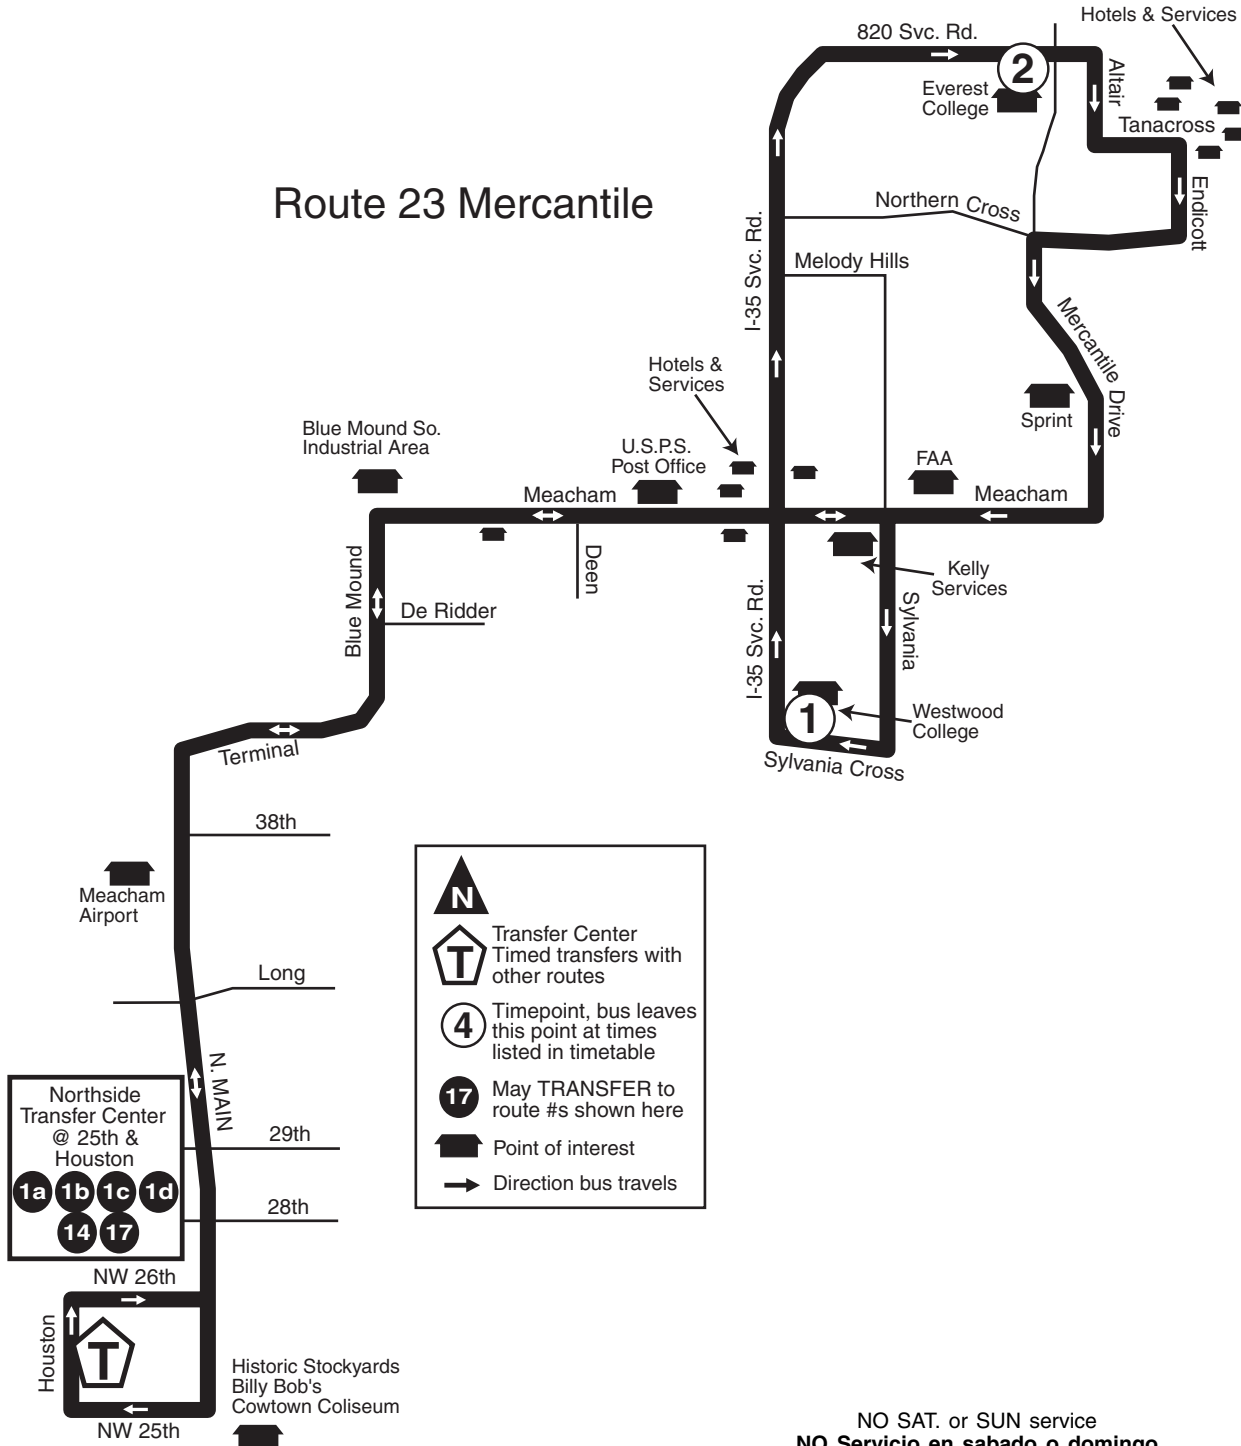 Hotels & Services
820 Svc. Rd.
2
Everest
College
Altair
Tanacross
Endicott
Route 23 Mercantile
Northern Cross
I-35 Svc. Rd.
Melody Hills
Mercantile Drive
Hotels &
Services
Sprint
Blue Mound So.
Industrial Area
U.S.P.S.
Post Office
FAA
Meacham
Meacham
Blue Mound
Deen
De Ridder
Kelly
Services
I-35 Svc. Rd.
Sylvania
1
Westwood
College
Sylvania Cross
Terminal
38th
Meacham
Airport
Long
N. MAIN
N
T
Transfer Center
Timed transfers with
other routes
4
Timepoint, bus leaves
this point at times
listed in timetable
17
May TRANSFER to
route #s shown here
Point of interest
Direction bus travels
Northside
Transfer Center
@ 25th &
Houston
1a 1b 1c 1d
14 17
29th
28th
NW 26th
Houston
T
NW 25th
Historic Stockyards
Billy Bob's
Cowtown Coliseum
NO SAT. or SUN service
NO Servicio en sabado o domingo